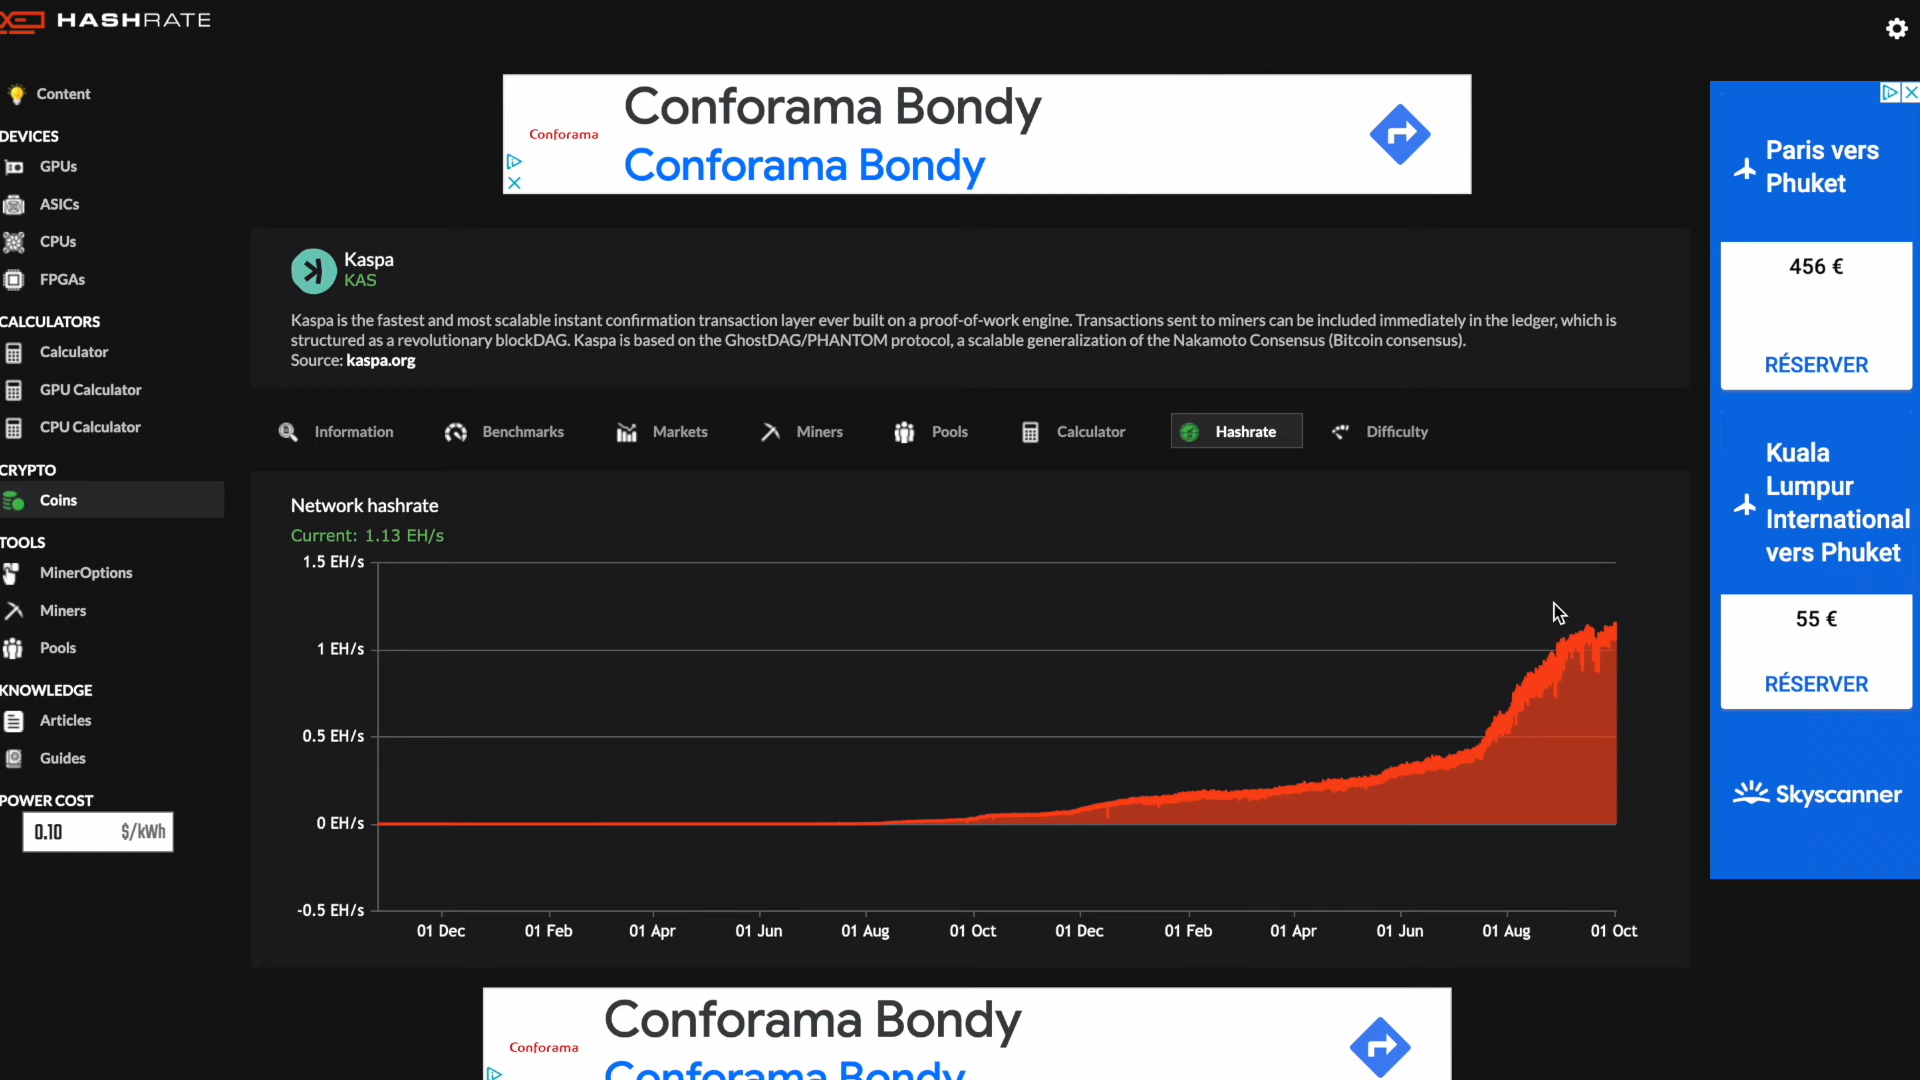 HASHRATE
Content
DEVICES
GPUs
ASICs
CPUs
FPGAs
CALCULATORS
Calculator
GPU Calculator
CPU Calculator
CRYPTO
Coins
TOOLS
MinerOptions
Miners
Pools
KNOWLEDGE
Articles
Guides
POWER COST
0.10 $/kWh
Conforama Bondy
Conforama
Conforama Bondy
Kaspa
KAS
Kaspa is the fastest and most scalable instant confirmation transaction layer ever built on a proof-of-work engine. Transactions sent to miners can be included immediately in the ledger, which is
structured as a revolutionary blockDAG. Kaspa is based on the GhostDAG/PHANTOM protocol, a scalable generalization of the Nakamoto Consensus (Bitcoin consensus).
Source: kaspa.org
Information Benchmarks Markets Miners Pools Calculator Hashrate Difficulty
Network hashrate
Current: 1.13 EH/s
1.5 EH/s
1 EH/s
0.5 EH/s
0 EH/s
-0.5 EH/s
01 Dec 01 Feb 01 Apr 01 Jun 01 Aug 01 Oct 01 Dec 01 Feb 01 Apr 01 Jun 01 Aug 01 Oct
Conforama Bondy
Conforama
Conforama Bondy
Paris vers
Phuket
456 €
RÉSERVER
Kuala
Lumpur
International
vers Phuket
55 €
RÉSERVER
Skyscanner